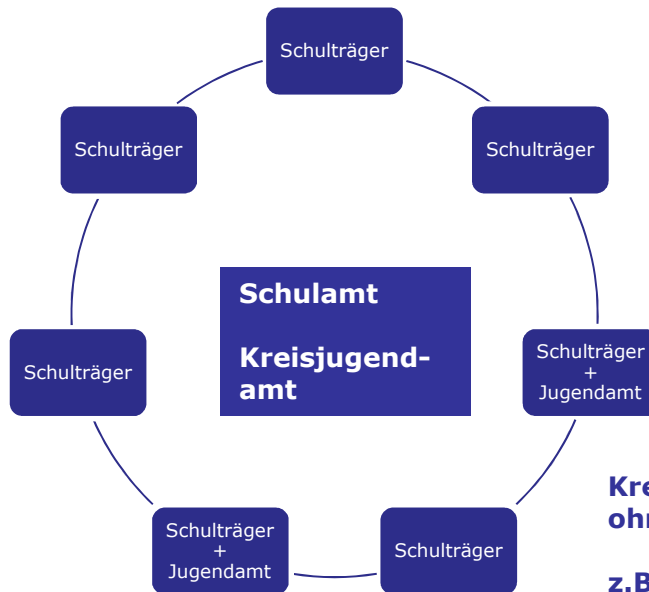 Schulträger
Schulträger
Schulträger
Schulamt
Kreisjugend-
amt
Schulträger
Schulträger
+
Jugendamt
Schulträger
+
Jugendamt
Schulträger
z.B